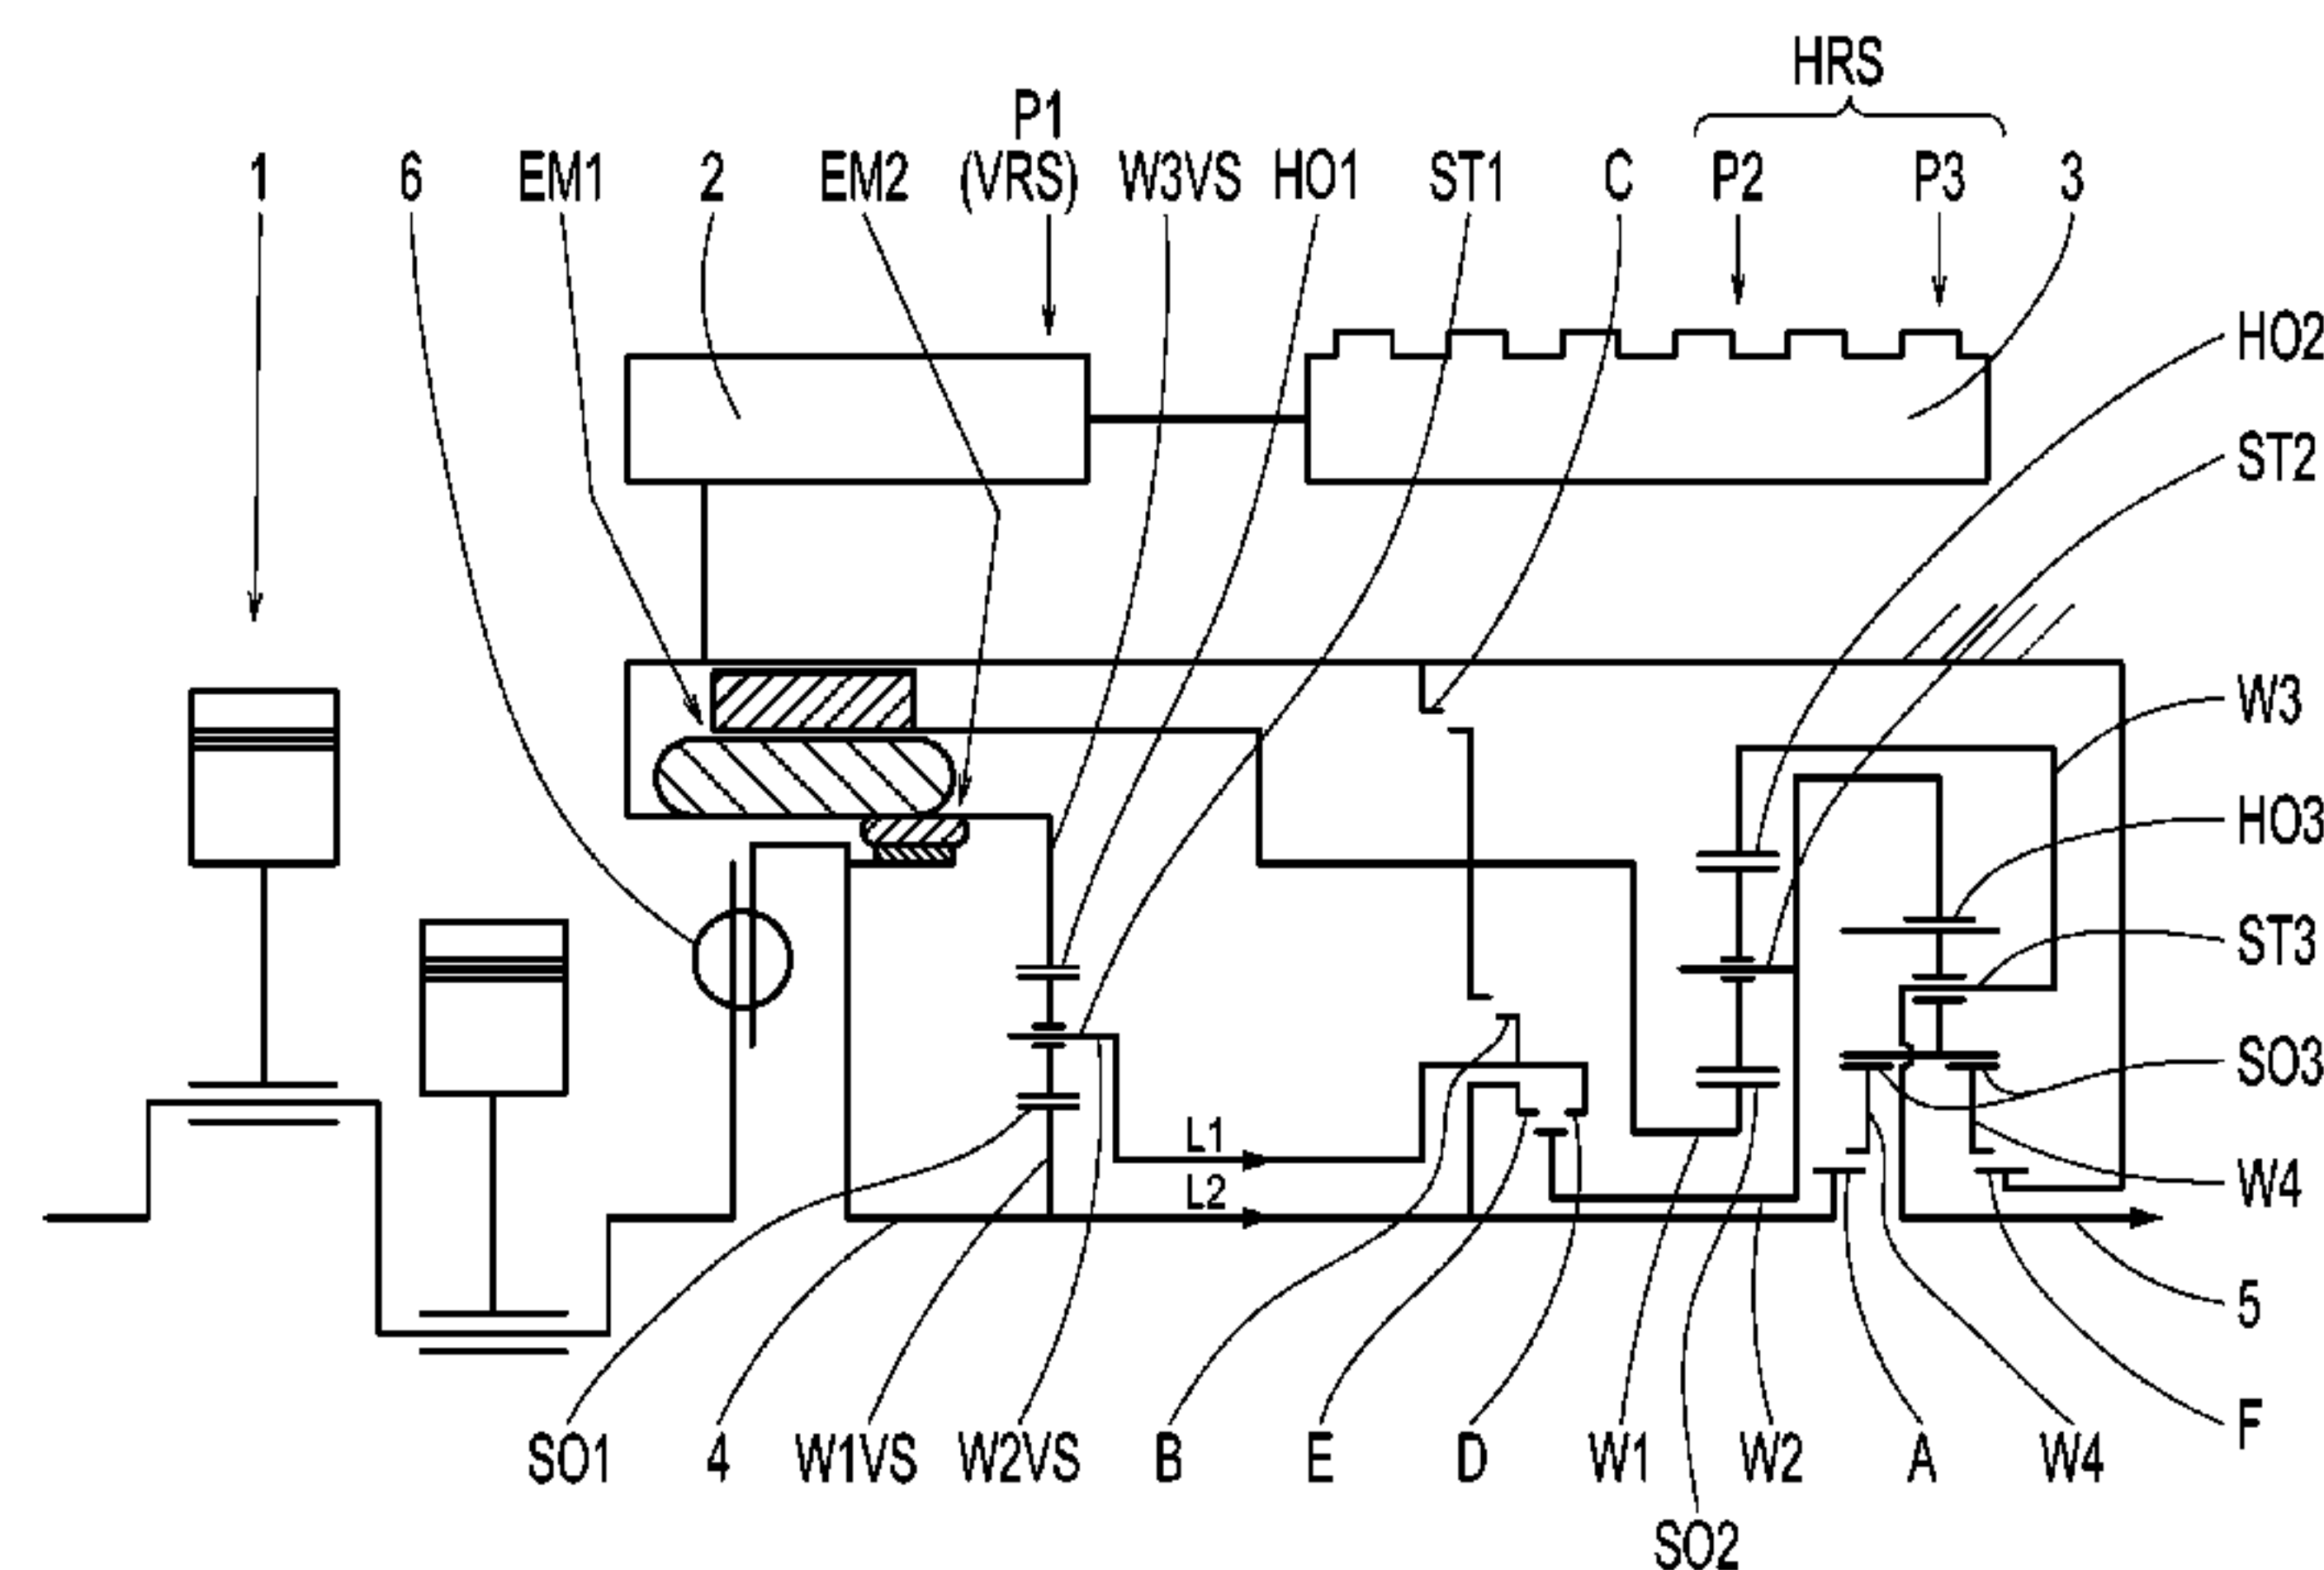 HRS
P1
1 6 EM1 2 EM2 (VRS) W3VS HO1 ST1 C P2 P3 3
HO2
ST2
W3
HO3
ST3
SO3
L1
W4
L2
5
F
SO1 4 W1VS W2VS B E D W1 W2 A W4
SO2